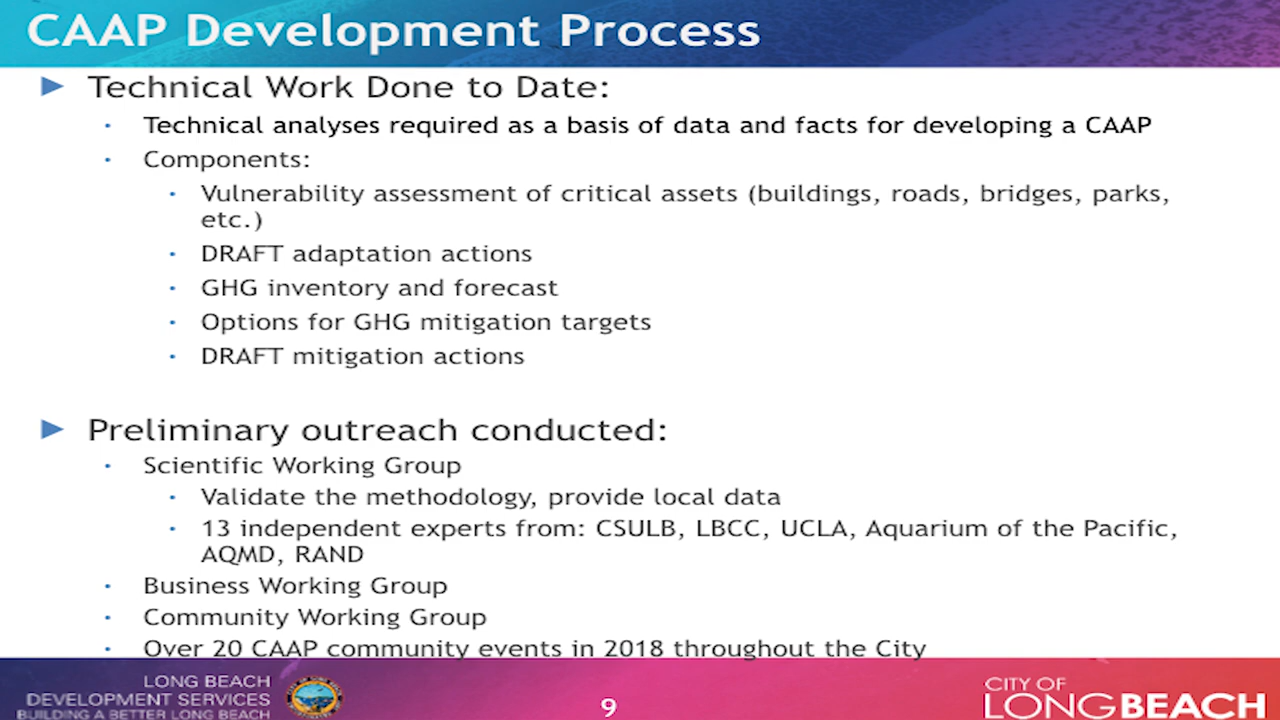 CAAP Development Process
Technical Work Done to Date:
Technical analyses required as a basis of data and facts for developing a CAAP
Components:
Vulnerability assessment of critical assets (buildings, roads, bridges, parks,
etc.)
DRAFT adaptation actions
GHG inventory and forecast
Options for GHG mitigation targets
DRAFT mitigation actions
Preliminary outreach conducted:
Scientific Working Group
Validate the methodology, provide local data
13 independent experts from: CSULB, LBCC, UCLA, Aquarium of the Pacific,
AQMD, RAND
Business Working Group
Community Working Group
Over 20 CAAP community events in 2018 throughout the City
LONG BEACH
DEVELOPMENT SERVICES
BUILDING A BETTER LONG BEACH
9
CITY OF
LONGBEACH